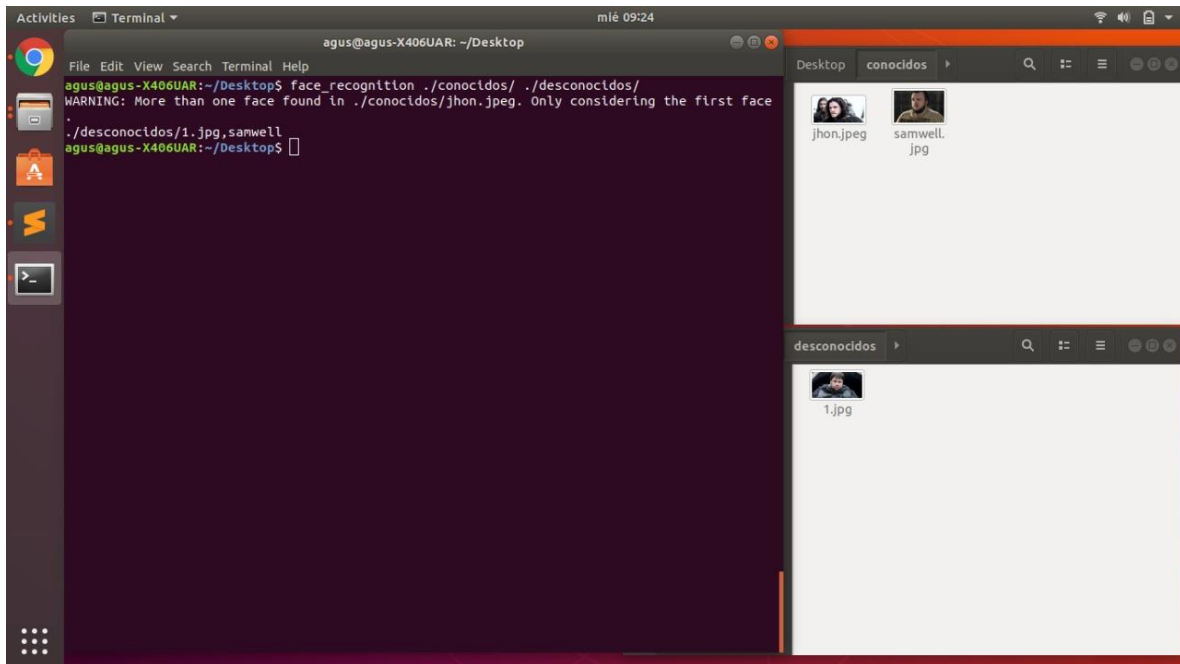 Activities Terminal mié 09:24
agus@agus-X406UAR: ~/Desktop
File Edit View Search Terminal Help
agus@agus-X406UAR:~/Desktop$ face_recognition ./conocidos/ ./desconocidos/
WARNING: More than one face found in ./conocidos/jhon.jpeg. Only considering the first face
.
./desconocidos/1.jpg,samwell
agus@agus-X406UAR:~/Desktop$
Desktop conocidos
jhon.jpeg samwell.
jpg
desconocidos
1.jpg